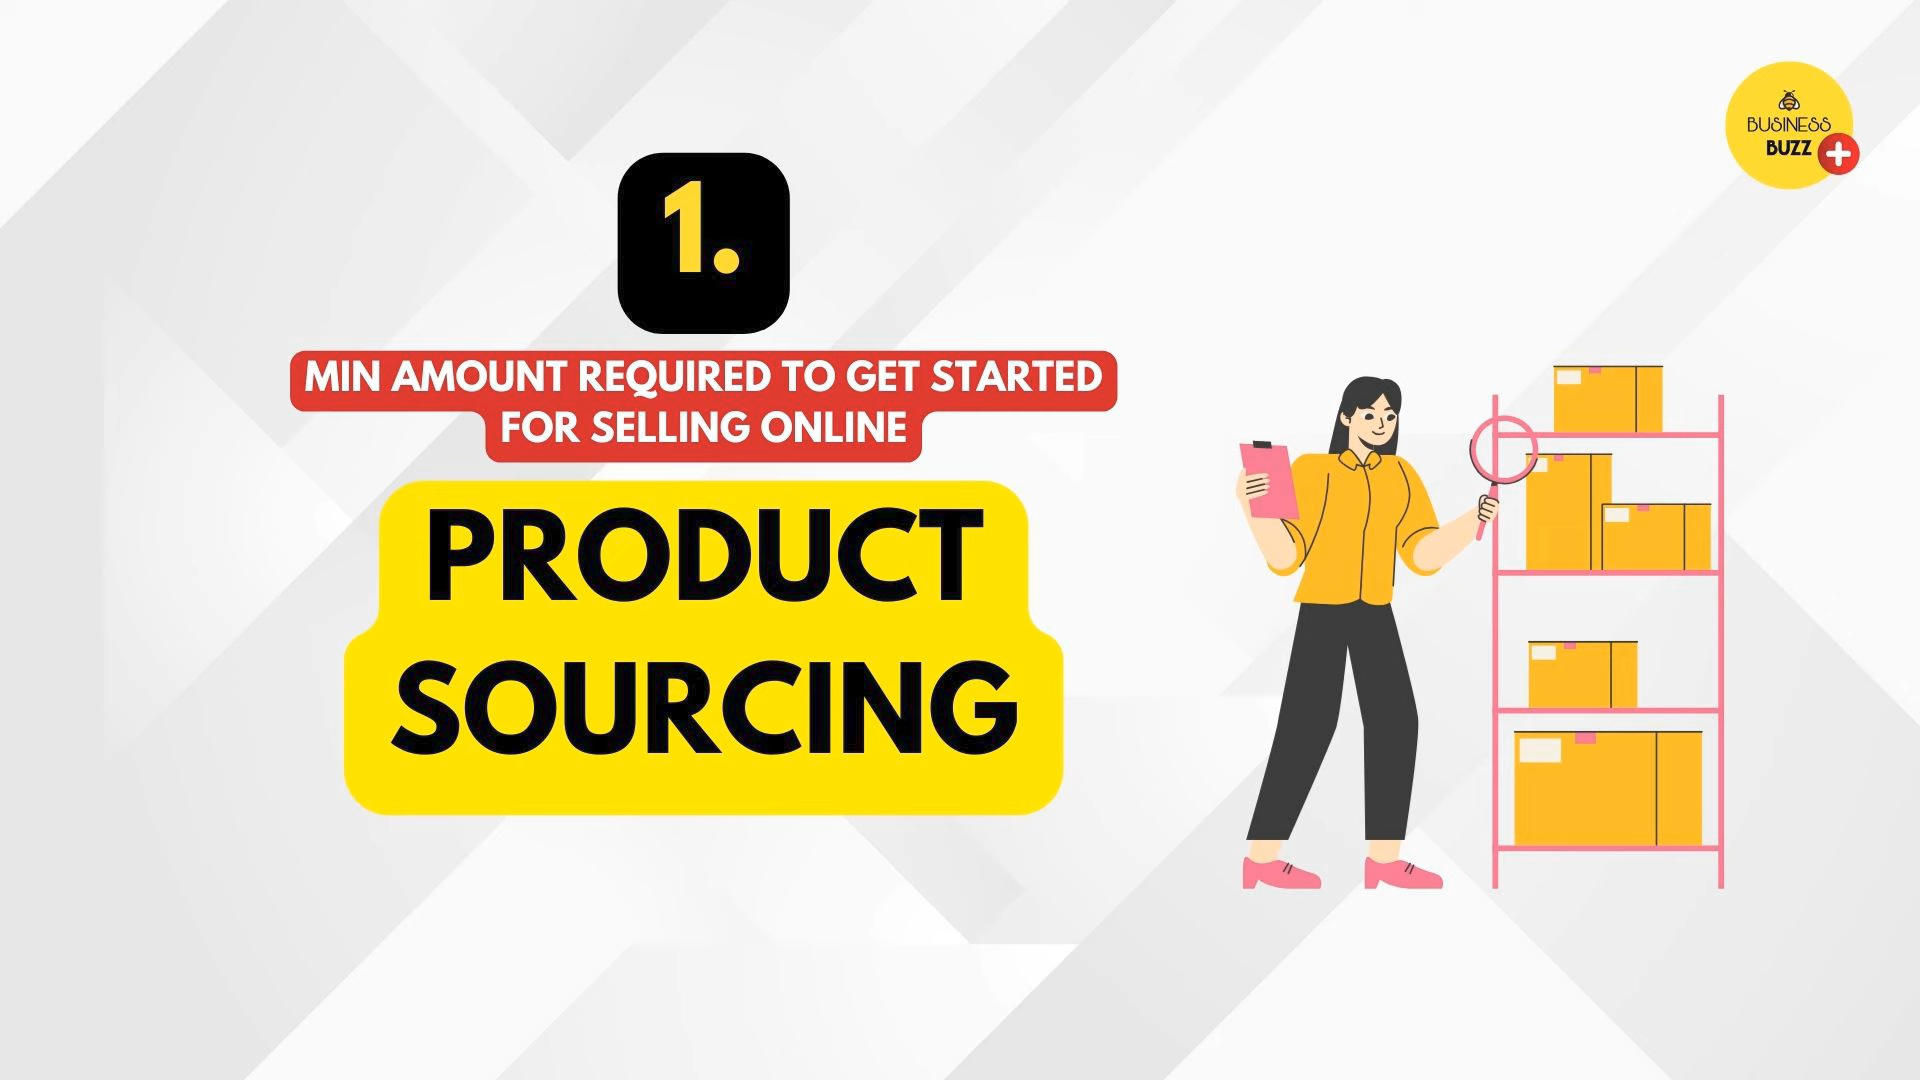 BUSINESS
BUZZ
1.
MIN AMOUNT REQUIRED TO GET STARTED
FOR SELLING ONLINE
PRODUCT
SOURCING